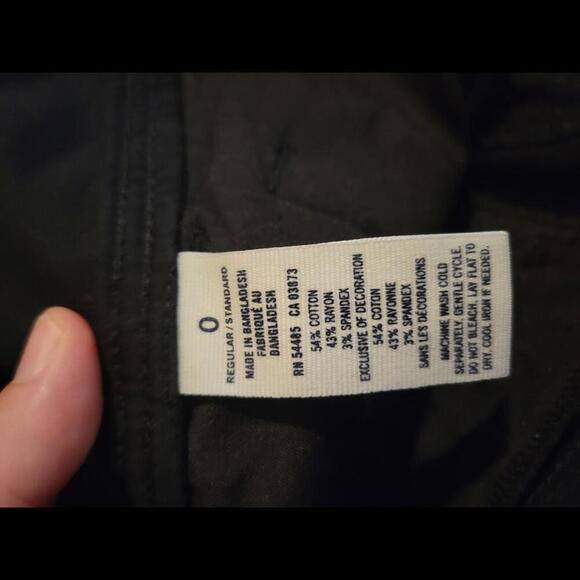 0
REGULAR / STANDARD
MADE IN BANGLADESH
FABRIQUÉ AU
BANGLADESH
RN 54485 CA 03873
54% COTTON
43% RAYON
3% SPANDEX
EXCLUSIVE OF DECORATION
54% COTON
43% RAYONNE
3% SPANDEX
SANS LES DÉCORATIONS
MACHINE WASH COLD
SEPARATELY, GENTLE CYCLE.
DO NOT BLEACH. LAY FLAT TO
DRY, COOL IRON IF NEEDED.